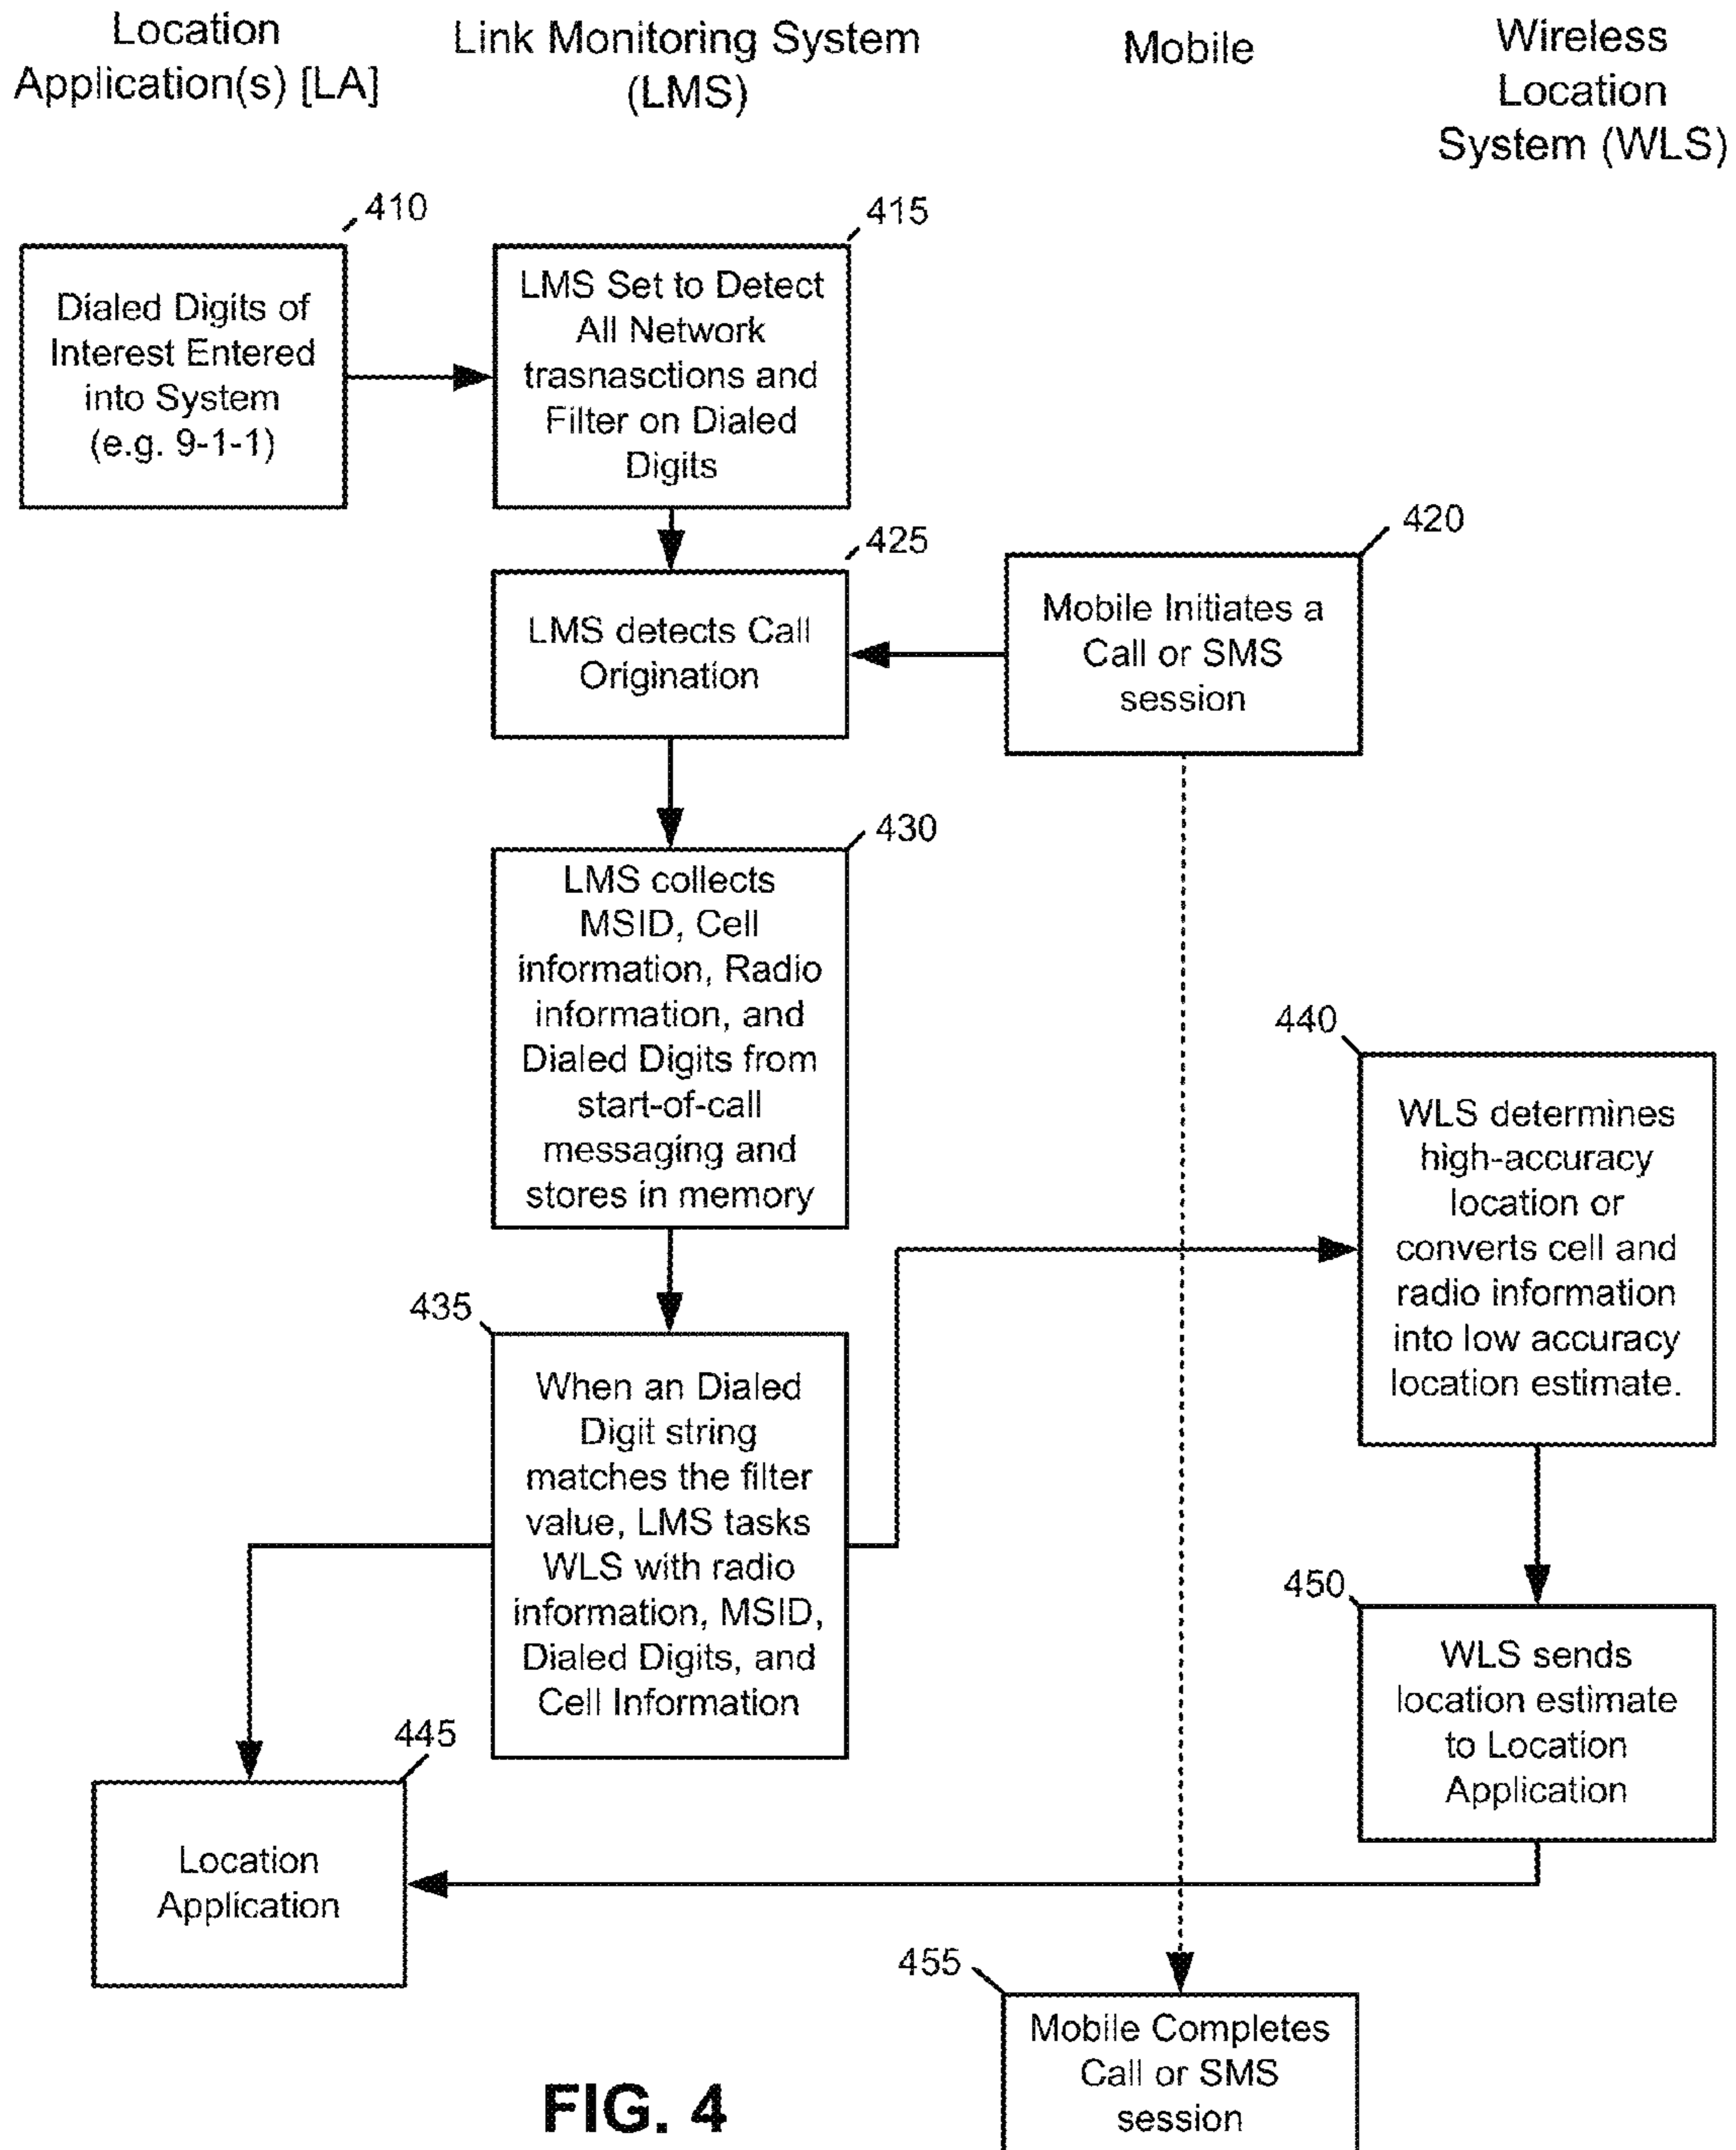 Location
Application(s) [LA]
Link Monitoring System
(LMS)
Mobile
Wireless
Location
System (WLS)
410
Dialed Digits of
Interest Entered
into System
(e.g. 9-1-1)
415
LMS Set to Detect
All Network
trasnasctions and
Filter on Dialed
Digits
420
Mobile Initiates a
Call or SMS
session
425
LMS detects Call
Origination
430
LMS collects
MSID, Cell
information, Radio
information, and
Dialed Digits from
start-of-call
messaging and
stores in memory
435
When an Dialed
Digit string
matches the filter
value, LMS tasks
WLS with radio
information, MSID,
Dialed Digits, and
Cell Information
440
WLS determines
high-accuracy
location or
converts cell and
radio information
into low accuracy
location estimate.
445
Location
Application
450
WLS sends
location estimate
to Location
Application
455
Mobile Completes
Call or SMS
session
FIG. 4